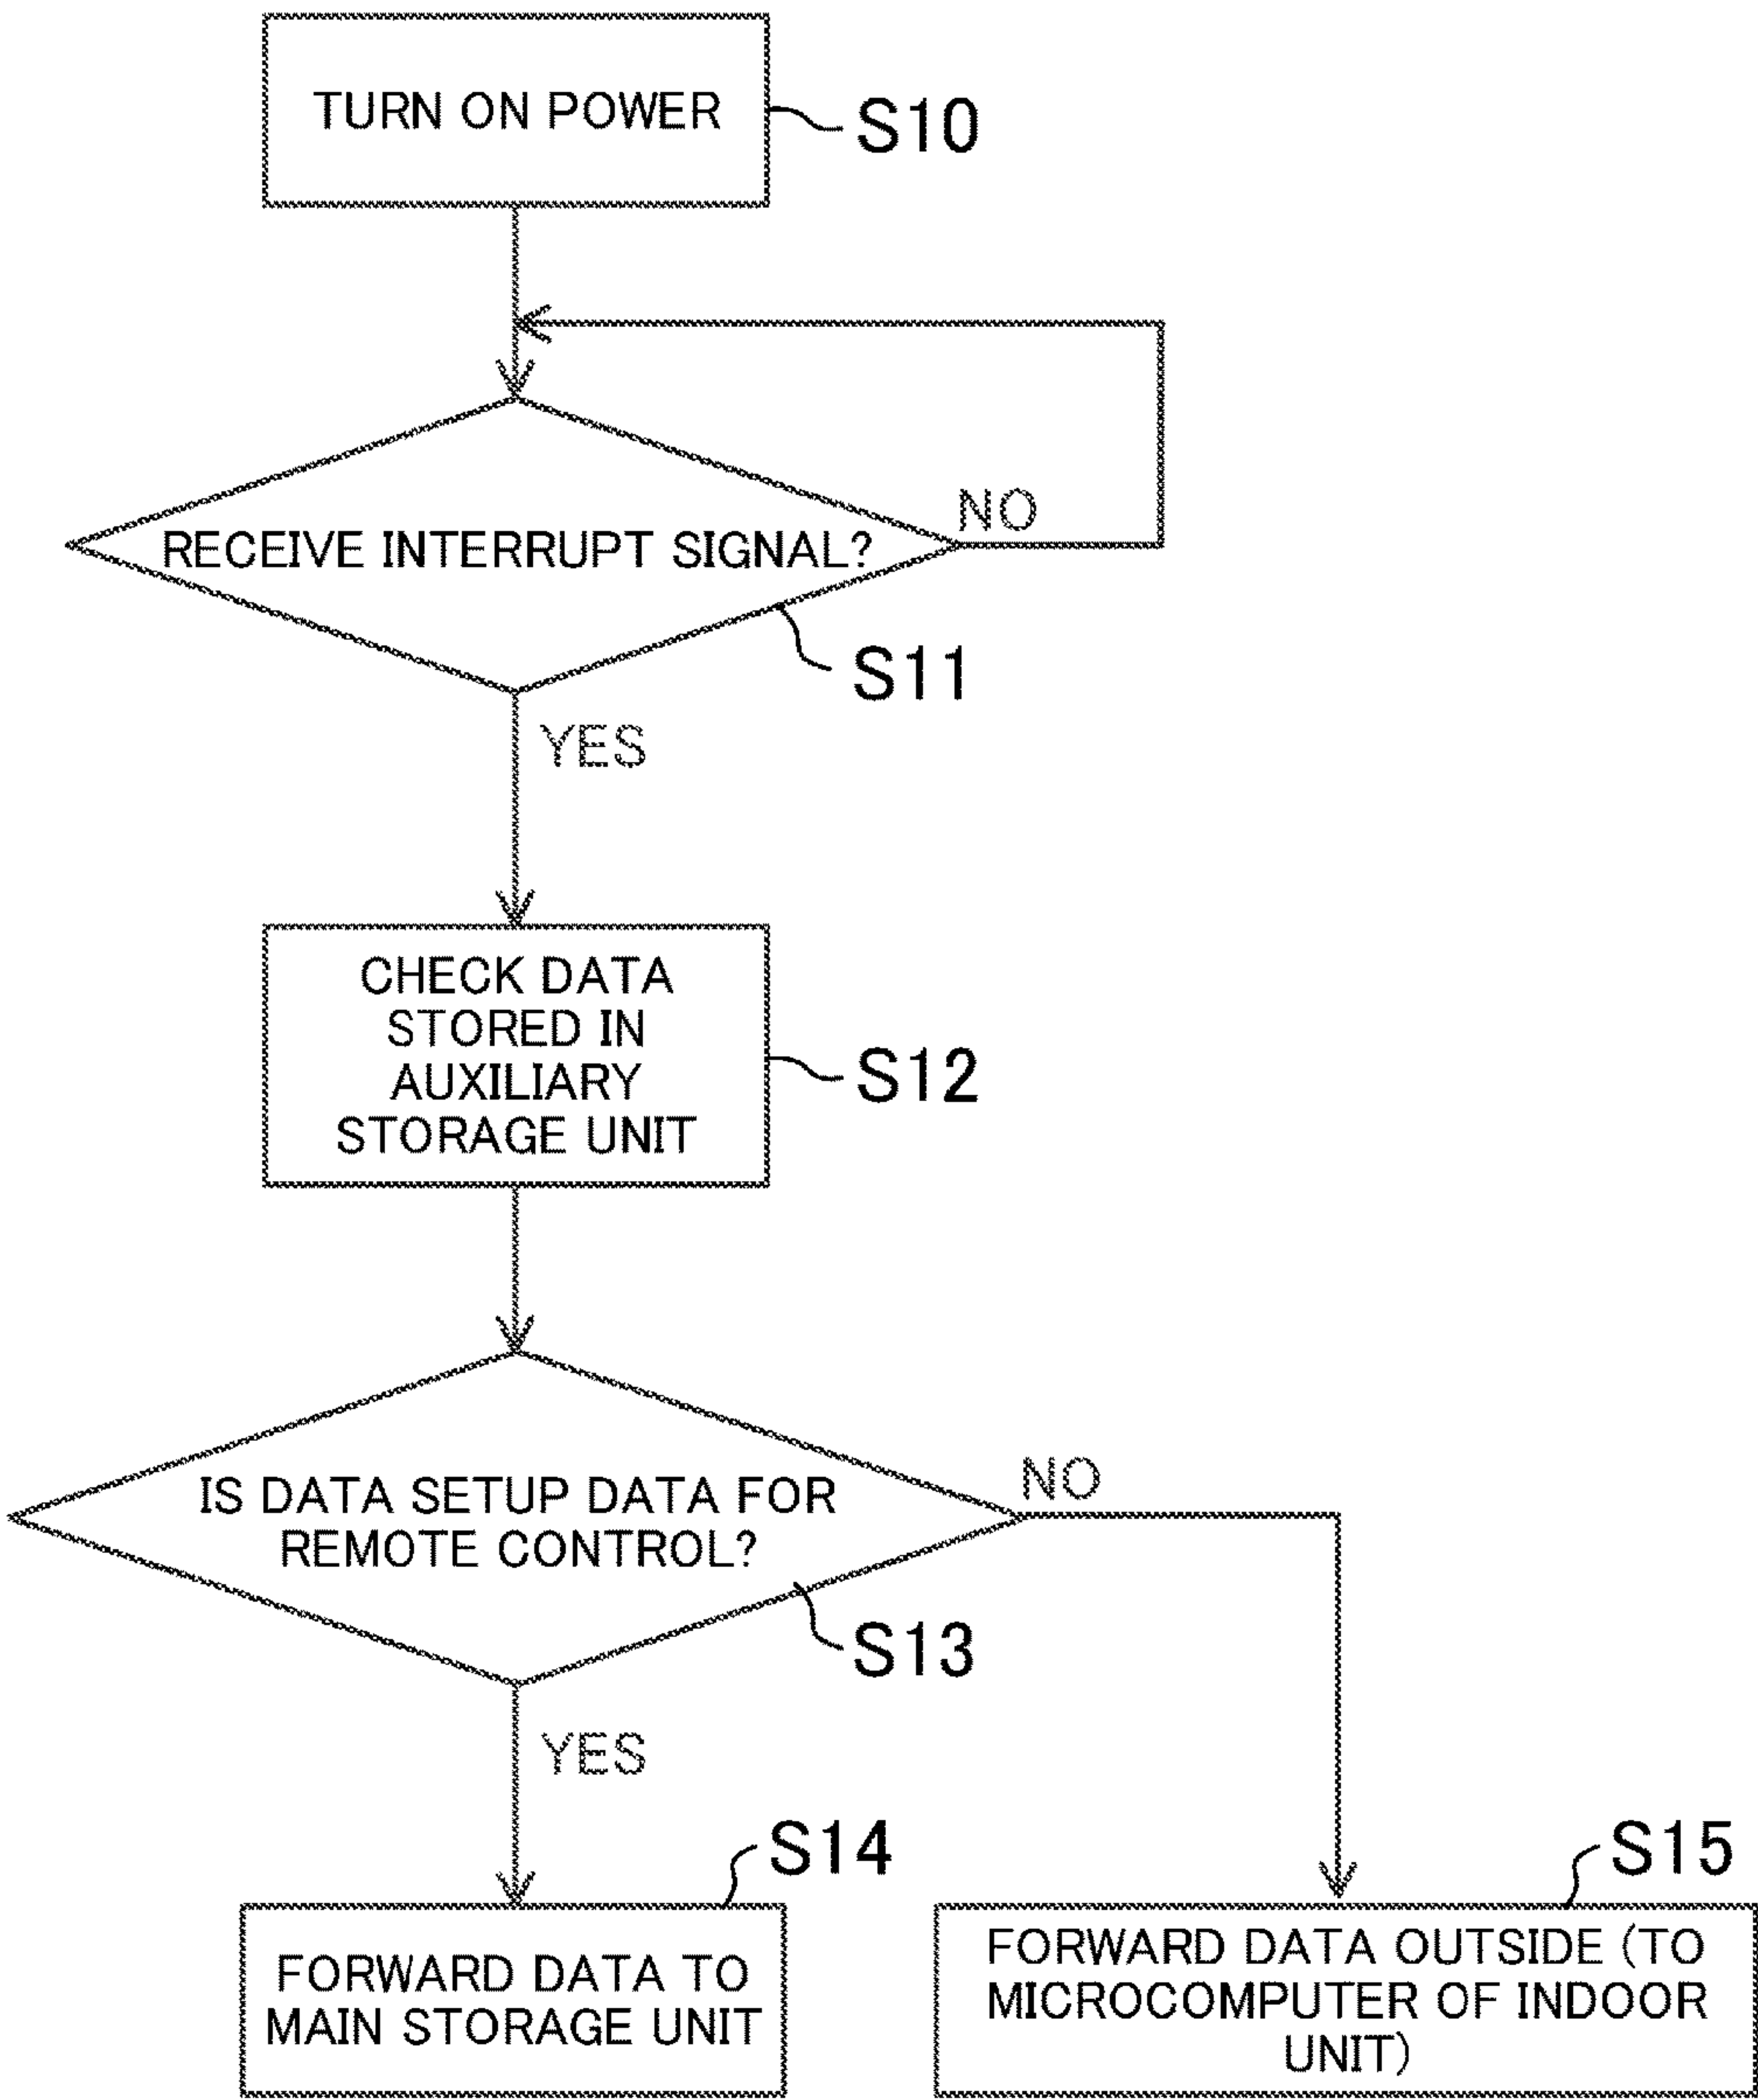 TURN ON POWER
S10
NO
RECEIVE INTERRUPT SIGNAL?
S11
YES
CHECK DATA
STORED IN
AUXILIARY
STORAGE UNIT
S12
NO
IS DATA SETUP DATA FOR
REMOTE CONTROL?
S13
YES
S14
FORWARD DATA TO
MAIN STORAGE UNIT
S15
FORWARD DATA OUTSIDE (TO
MICROCOMPUTER OF INDOOR
UNIT)